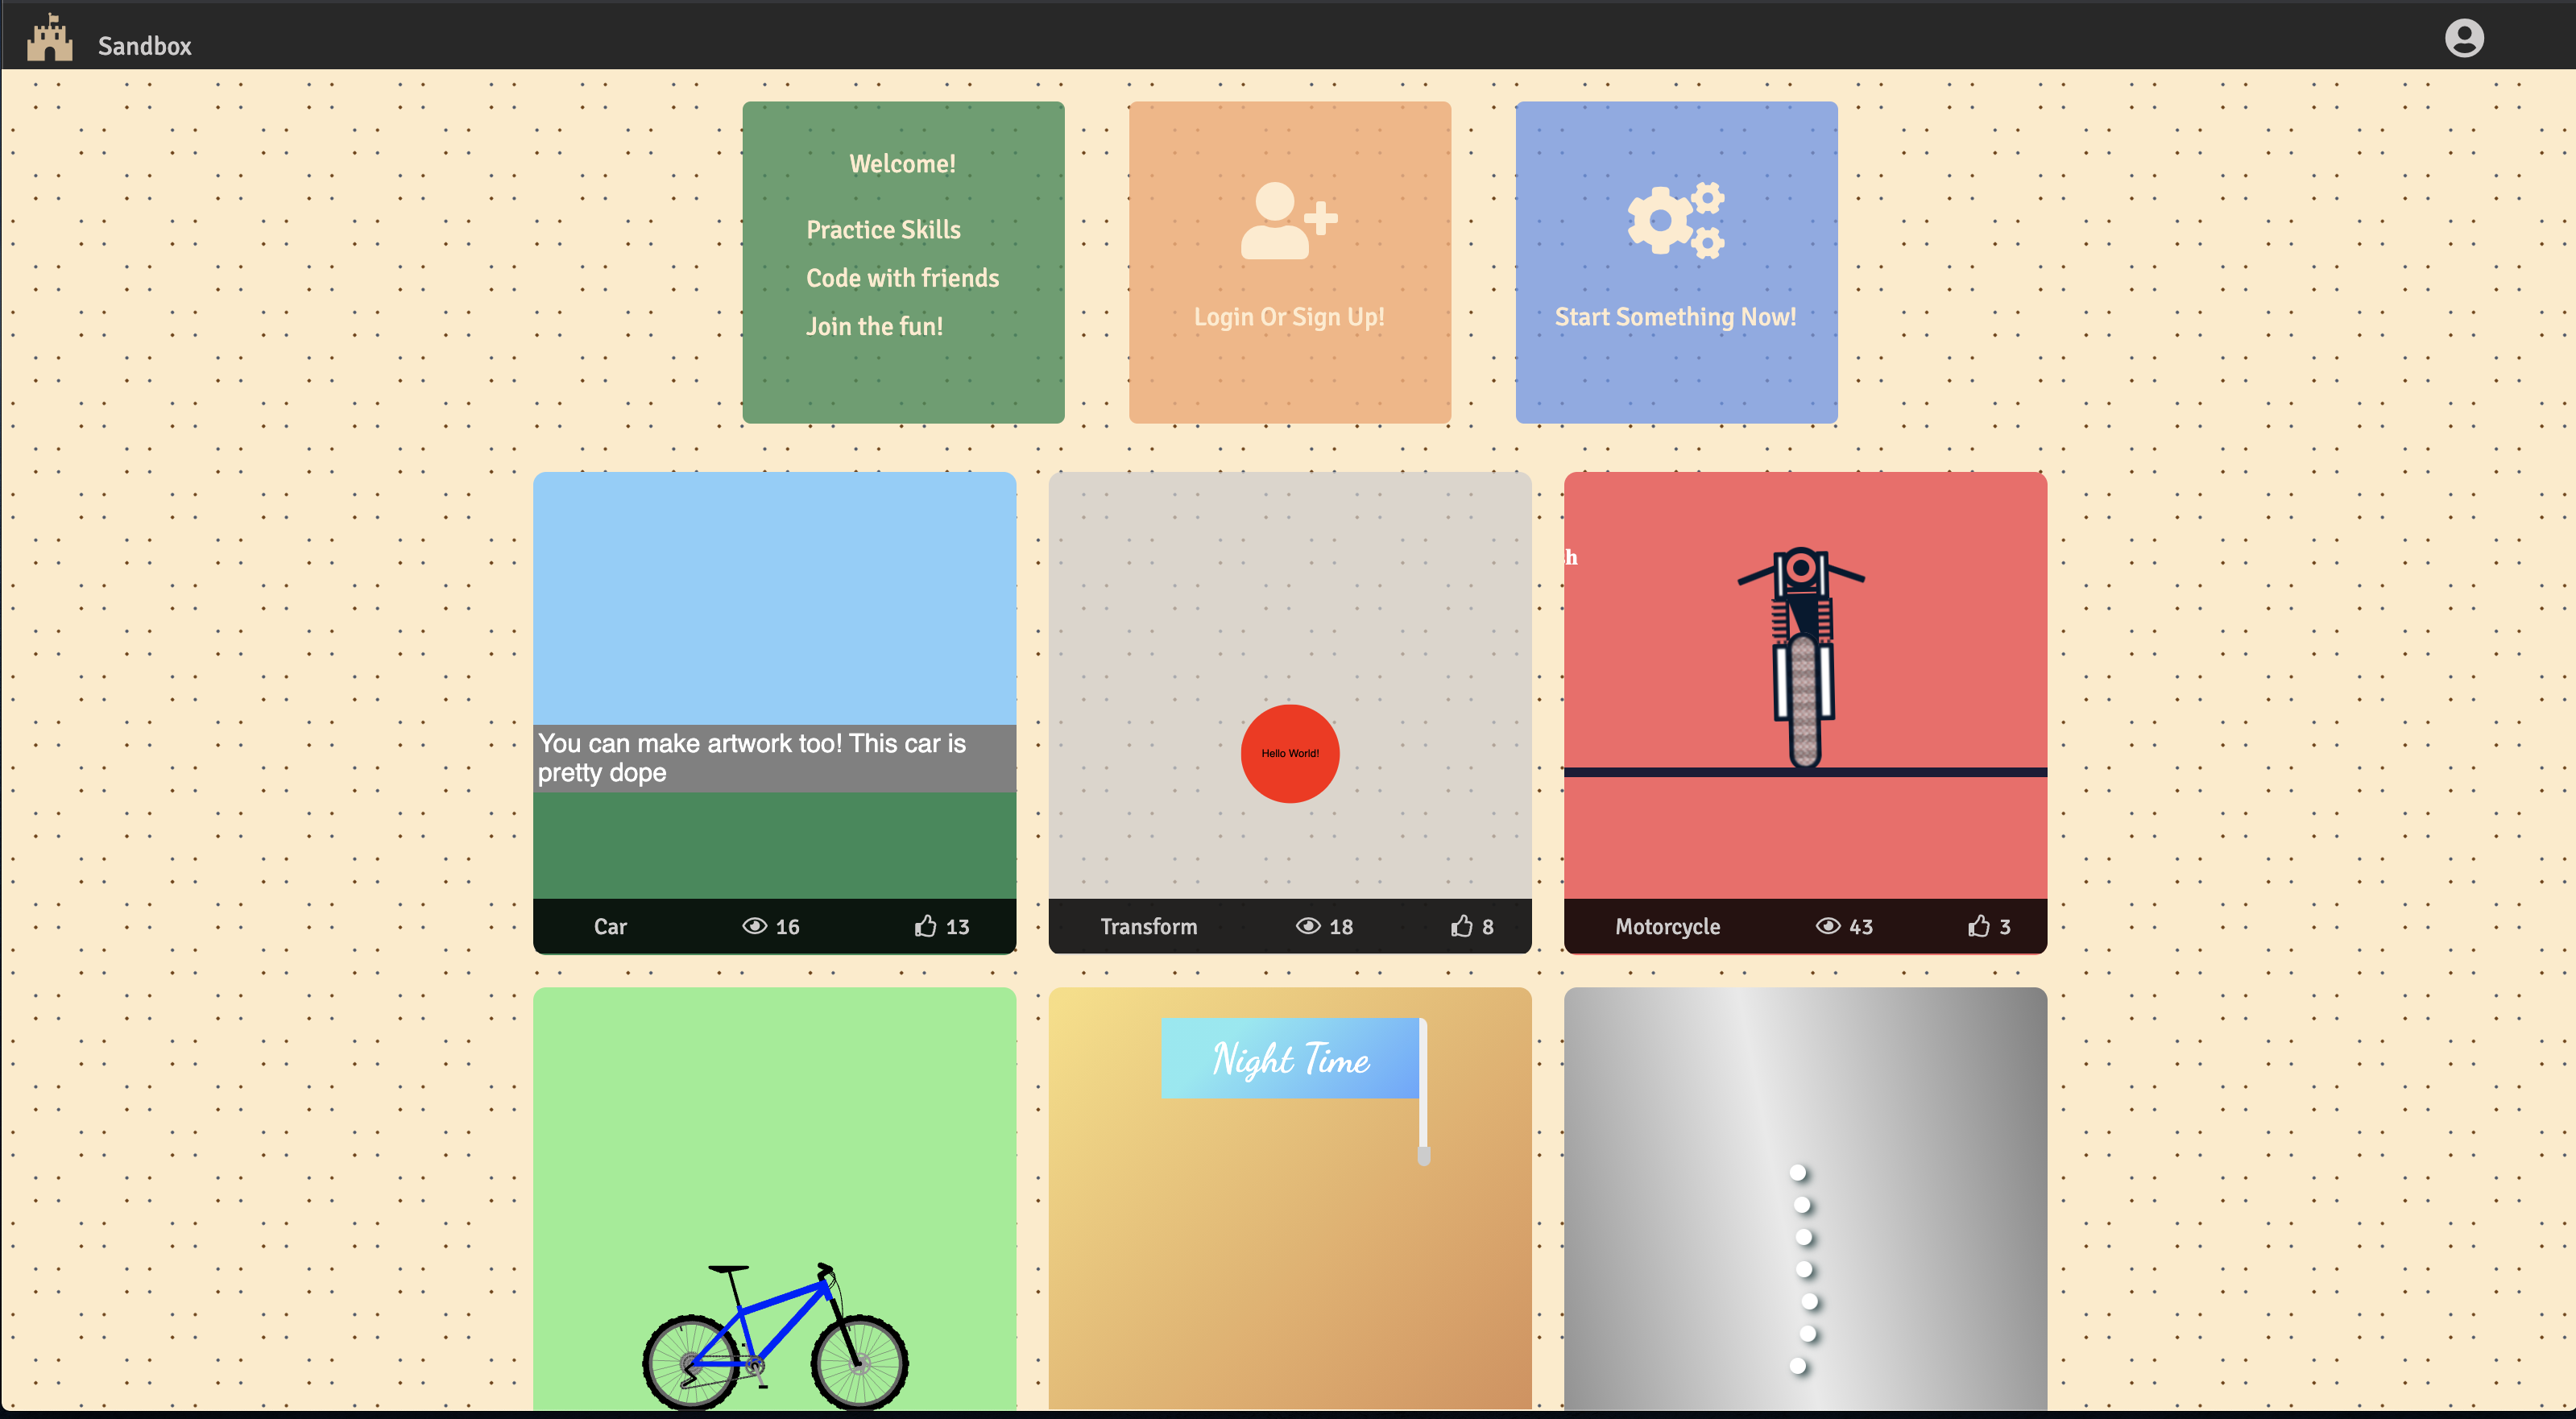 Sandbox
Welcome!
Practice Skills
Code with friends
Join the fun!
Login Or Sign Up!
Start Something Now!
You can make artwork too! This car is
pretty dope
Hello World!
Car 16 13
Transform 18 8
Motorcycle 43 3
Night Time